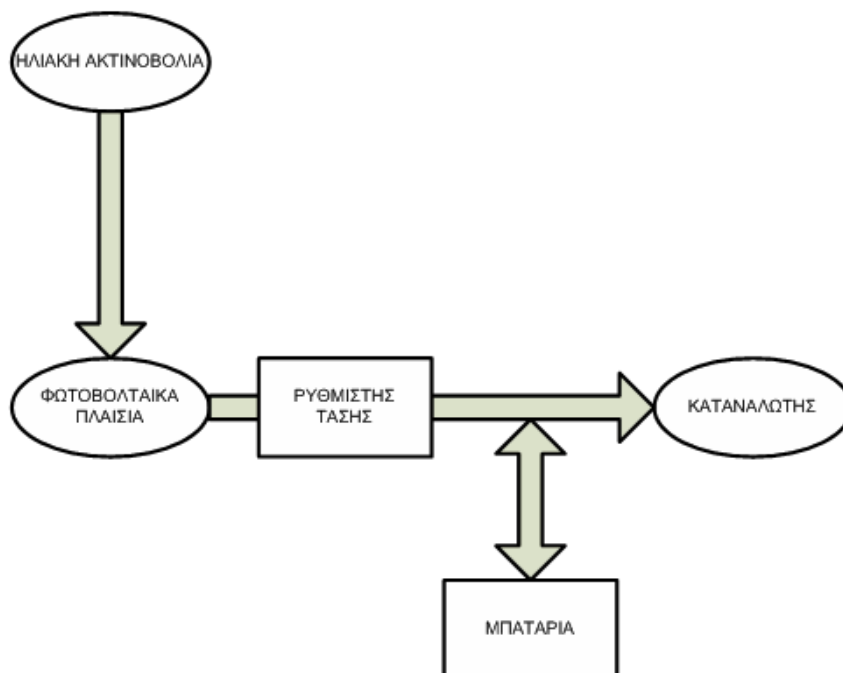 ΗΛΙΑΚΗ ΑΚΤΙΝΟΒΟΛΙΑ
ΦΩΤΟΒΟΛΤΑΙΚΑ
ΠΛΑΙΣΙΑ
ΡΥΘΜΙΣΤΗΣ
ΤΑΣΗΣ
ΚΑΤΑΝΑΛΩΤΗΣ
ΜΠΑΤΑΡΙΑ